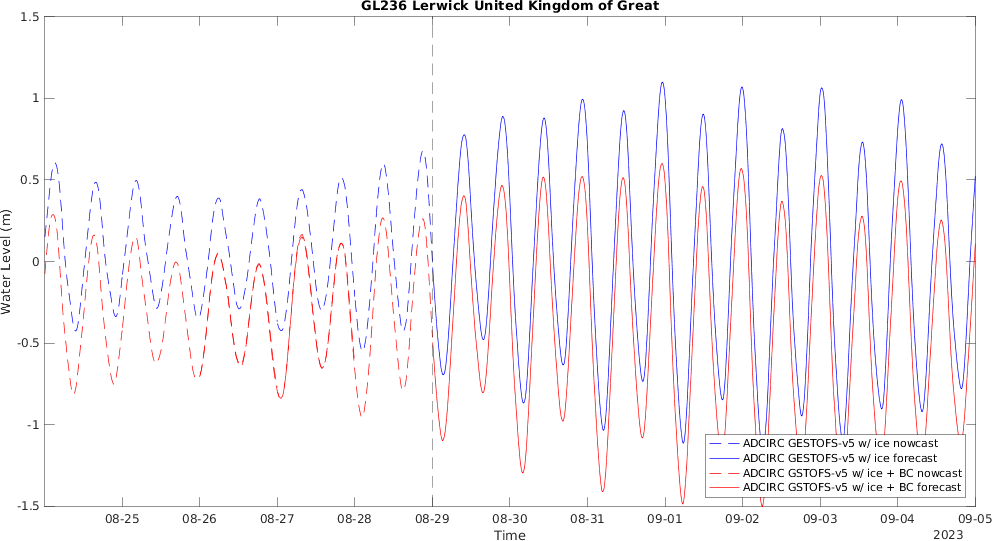 GL236 Lerwick United Kingdom of Great
1.5
1
0.5
0
-0.5
-1
-1.5
Water Level (m)
ADCIRC GESTOFS-v5 w/ ice nowcast
ADCIRC GESTOFS-v5 w/ ice forecast
ADCIRC GSTOFS-v5 w/ ice + BC nowcast
ADCIRC GSTOFS-v5 w/ ice + BC forecast
08-25 08-26 08-27 08-28 08-29 08-30 08-31 09-01 09-02 09-03 09-04 09-05
Time
2023